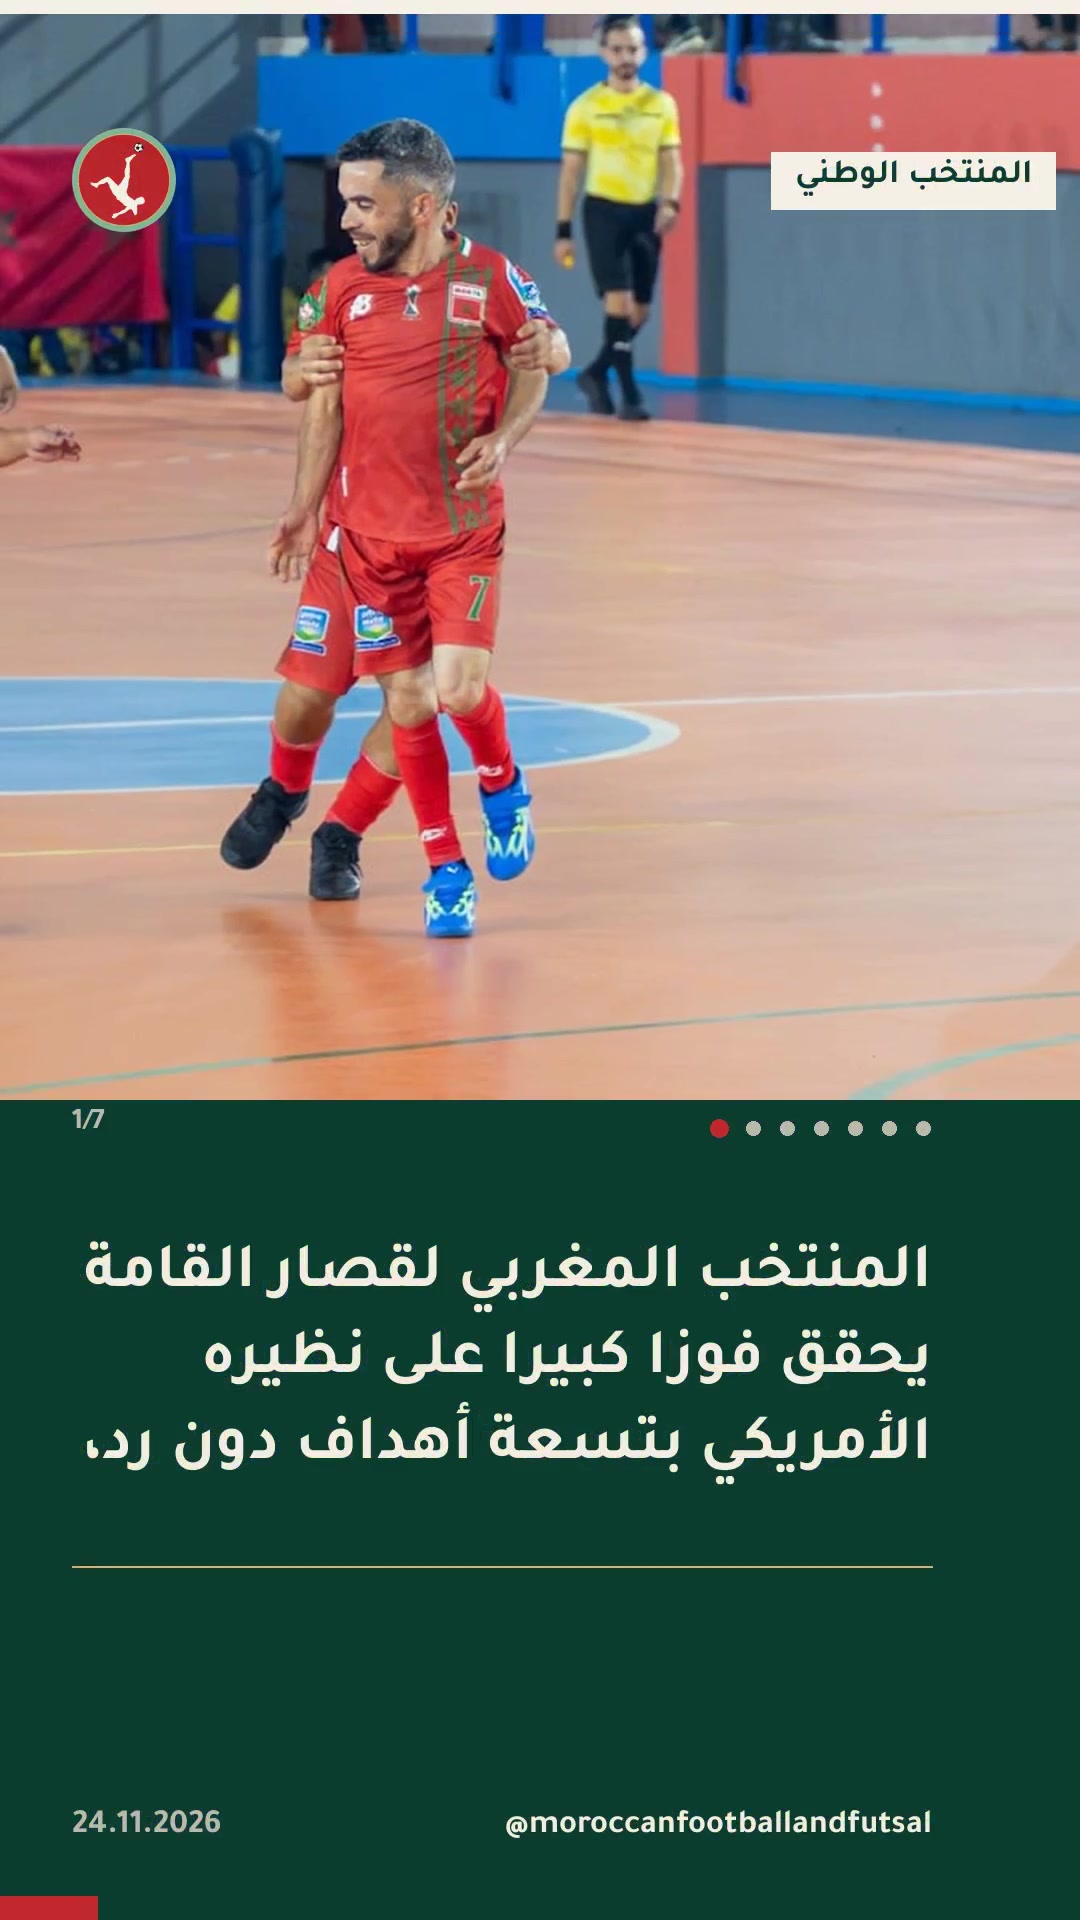 المنتخب الوطني
7
1/7
المنتخب المغربي لقصار القامة
يحقق فوزا كبيرا على نظيره
الأمريكي بتسعة أهداف دون رد،
24.11.2026
@moroccanfootballandfutsal